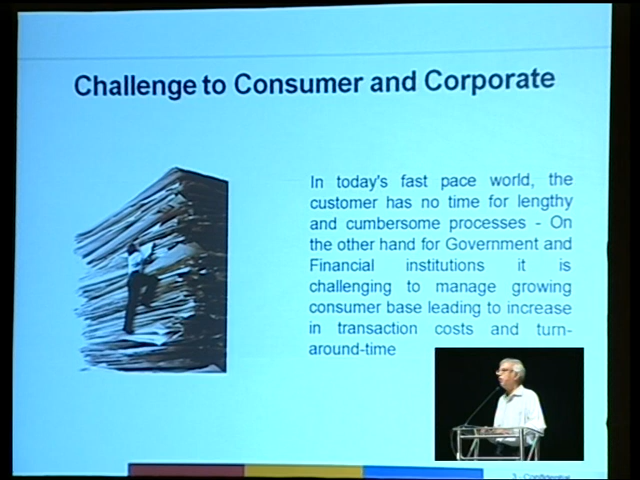 Challenge to Consumer and Corporate
In today's fast pace world, the
customer has no time for lengthy
and cumbersome processes - On
the other hand for Government and
Financial institutions it is
challenging to manage growing
consumer base leading to increase
in transaction costs and turn-
around-time
3 - Confidential